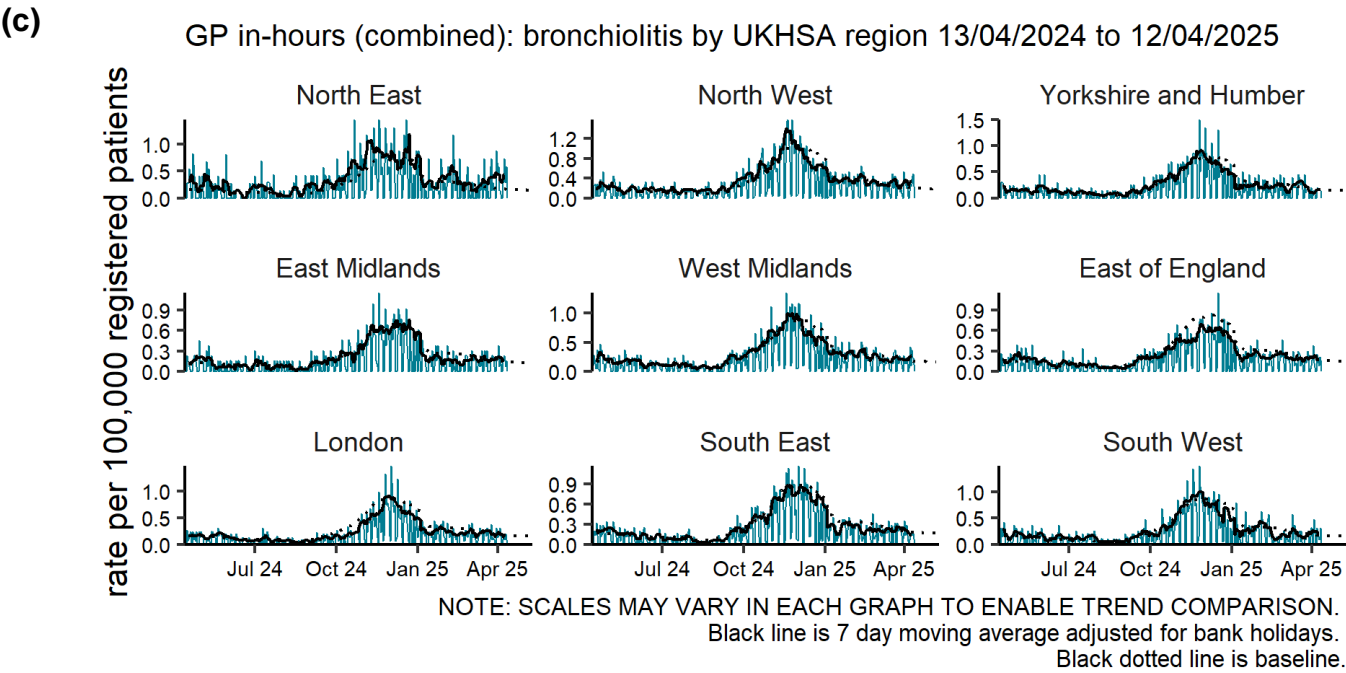 (c)
GP in-hours (combined): bronchiolitis by UKHSA region 13/04/2024 to 12/04/2025
rate per 100,000 registered patients
North East
1.0
0.5
0.0
North West
1.2
0.8
0.4
0.0
Yorkshire and Humber
1.5
1.0
0.5
0.0
East Midlands
0.9
0.6
0.3
0.0
West Midlands
1.0
0.5
0.0
East of England
0.9
0.6
0.3
0.0
London
1.0
0.5
0.0
Jul 24 Oct 24 Jan 25 Apr 25
South East
0.9
0.6
0.3
0.0
Jul 24 Oct 24 Jan 25 Apr 25
South West
1.0
0.5
0.0
Jul 24 Oct 24 Jan 25 Apr 25
NOTE: SCALES MAY VARY IN EACH GRAPH TO ENABLE TREND COMPARISON.
Black line is 7 day moving average adjusted for bank holidays.
Black dotted line is baseline.